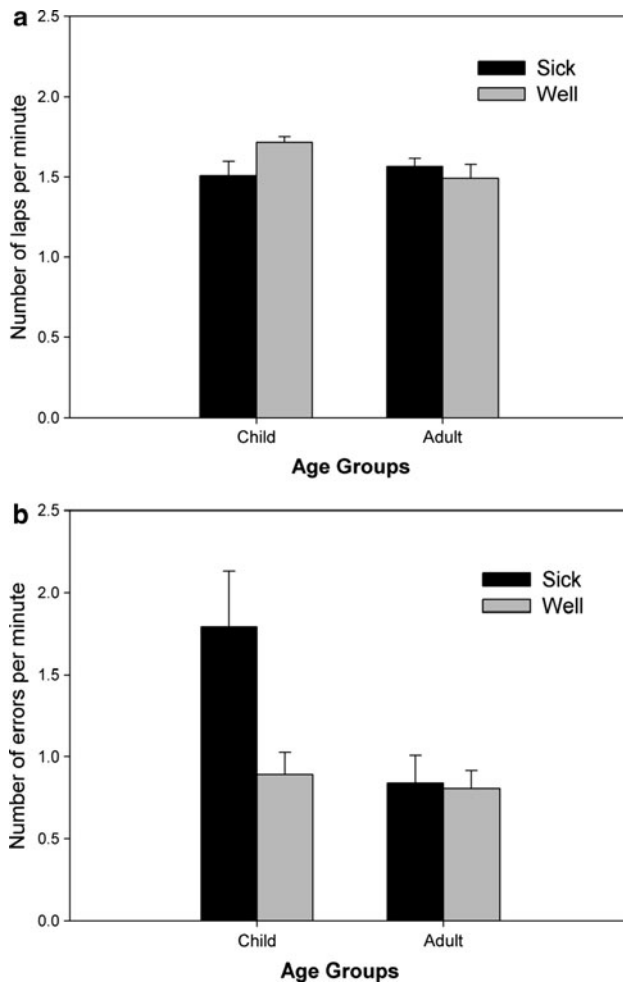 a
Number of laps per minute
2.5
2.0
1.5
1.0
0.5
0.0
Sick
Well
Child Adult
Age Groups
b
Number of errors per minute
2.5
2.0
1.5
1.0
0.5
0.0
Sick
Well
Child Adult
Age Groups